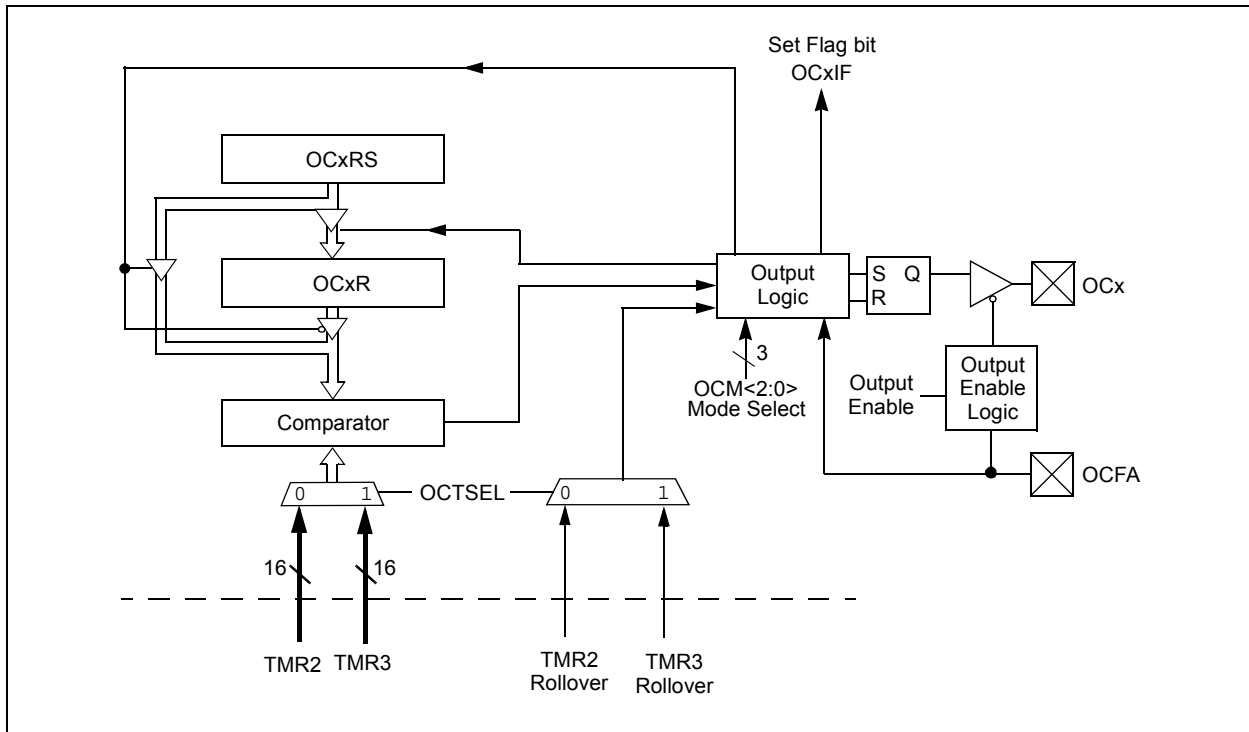 Set Flag bit
OCxIF
OCxRS
OCxR
Output
Logic
S Q
R
OCx
3
OCM<2:0>
Mode Select
Output
Enable
Output
Enable
Logic
Comparator
OCFA
0 1
OCTSEL
0 1
16
16
TMR2
TMR3
TMR2
Rollover
TMR3
Rollover